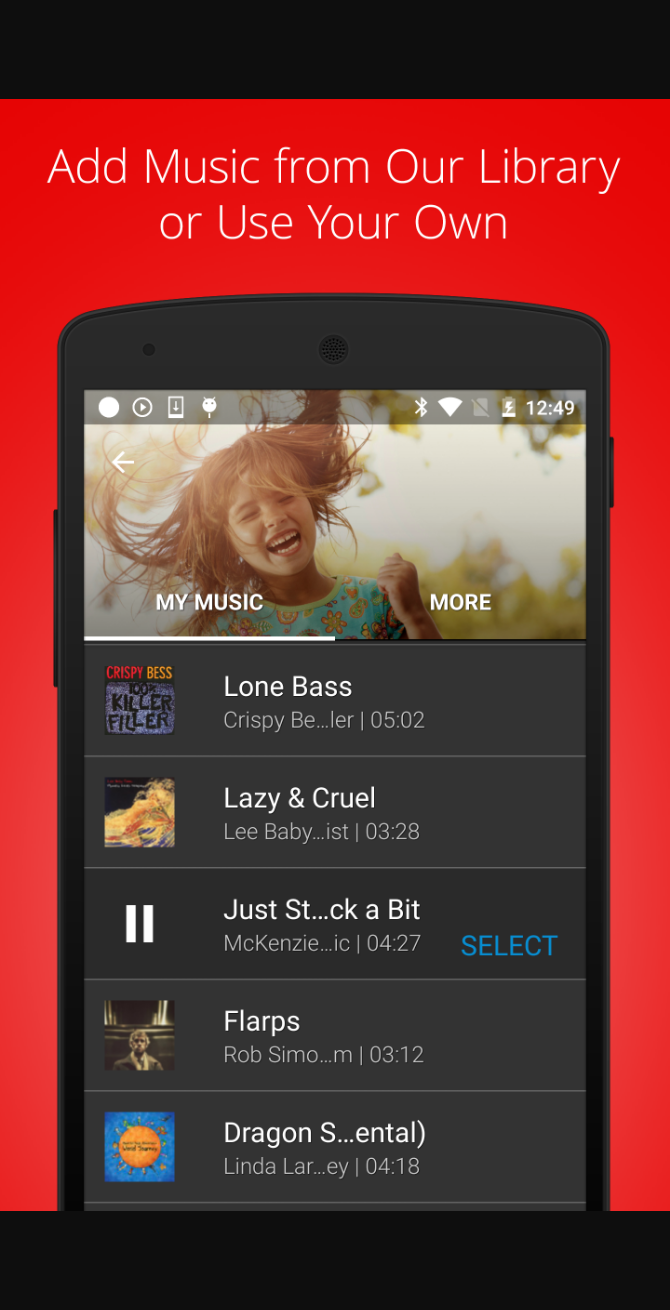 Add Music from Our Library
or Use Your Own
12:49
MY MUSIC MORE
CRISPY BESS
100%
KILLER
FILLER
Lone Bass
Crispy Be...ler | 05:02
Lazy & Cruel
Lee Baby...ist | 03:28
Just St...ck a Bit
McKenzie...ic | 04:27
SELECT
Flarps
Rob Simo...m | 03:12
Dragon S...ental)
Linda Lar...ey | 04:18